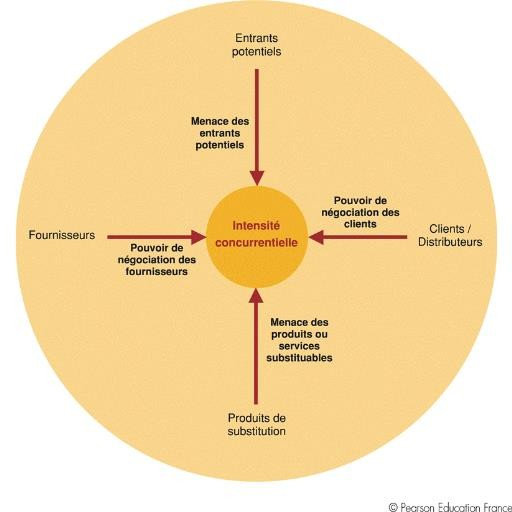 Entrants
potentiels
Menace des
entrants
potentiels
Fournisseurs
Pouvoir de
négociation des
fournisseurs
Intensité
concurrentielle
Pouvoir de
négociation des
clients
Clients /
Distributeurs
Menace des
produits ou
services
substituables
Produits de
substitution
© Pearson Education France